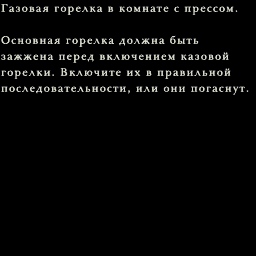 Газовая горелка в комнате с прессом.
Основная горелка должна быть
зажжена перед включением казовой
горелки. Включите их в правильной
последовательности, или они погаснут.